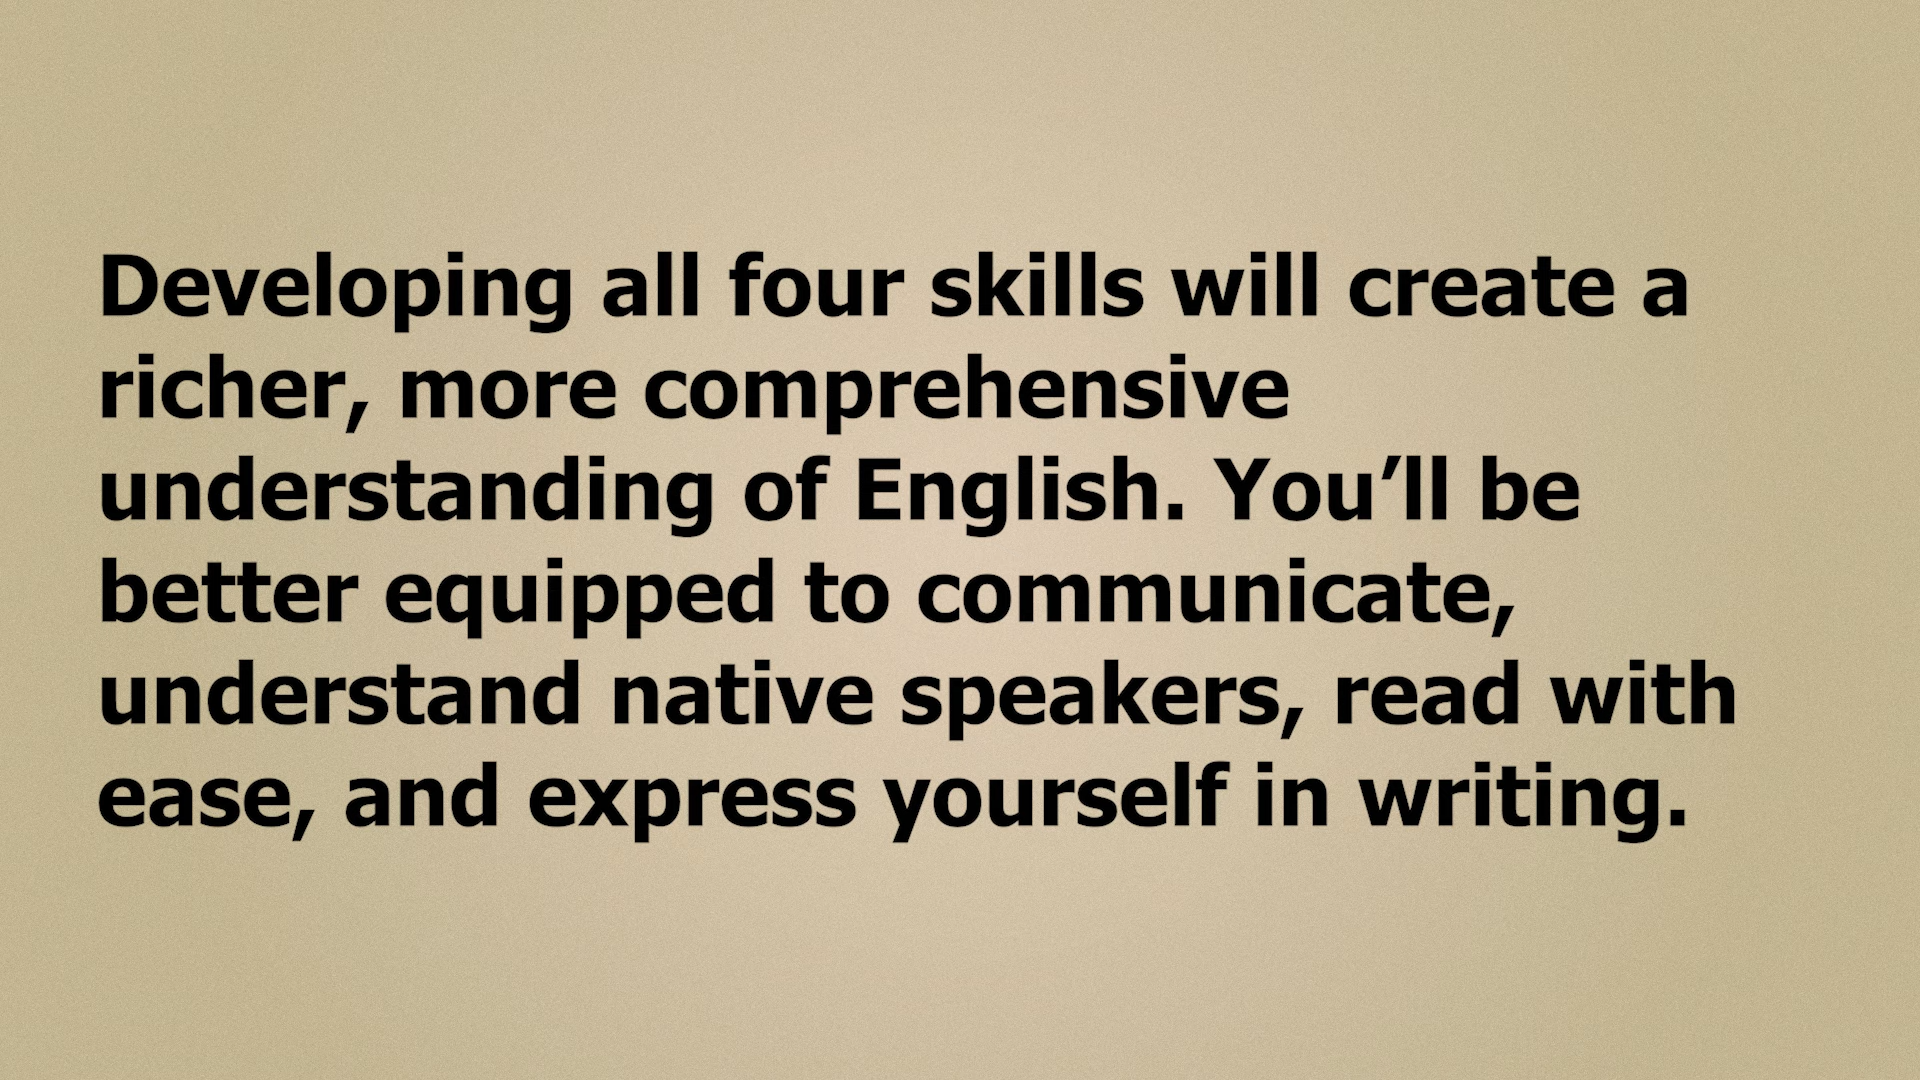 Developing all four skills will create a
richer, more comprehensive
understanding of English. You’ll be
better equipped to communicate,
understand native speakers, read with
ease, and express yourself in writing.